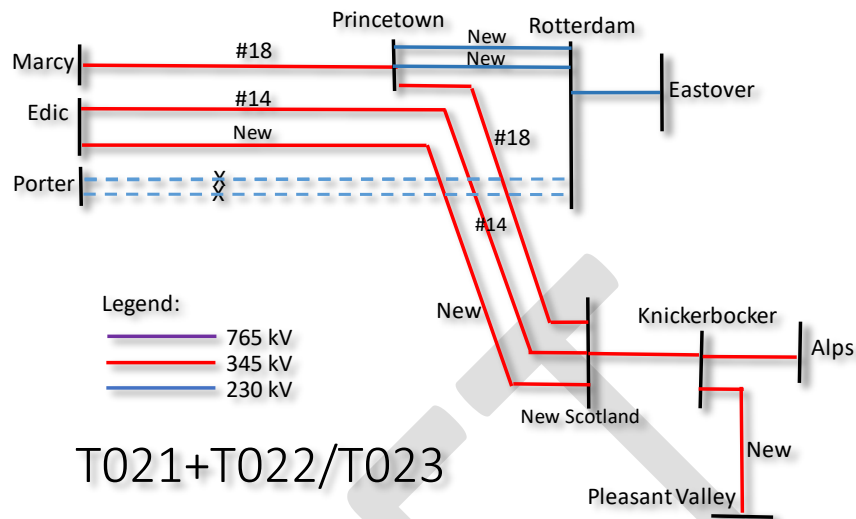 Princetown
Rotterdam
New
New
#18
Marcy
#14
Edic
Eastover
New
#18
Porter
X
X
#14
Legend:
New
765 kV
345 kV
230 kV
Knickerbocker
Alps
New Scotland
T021+T022/T023
New
Pleasant Valley